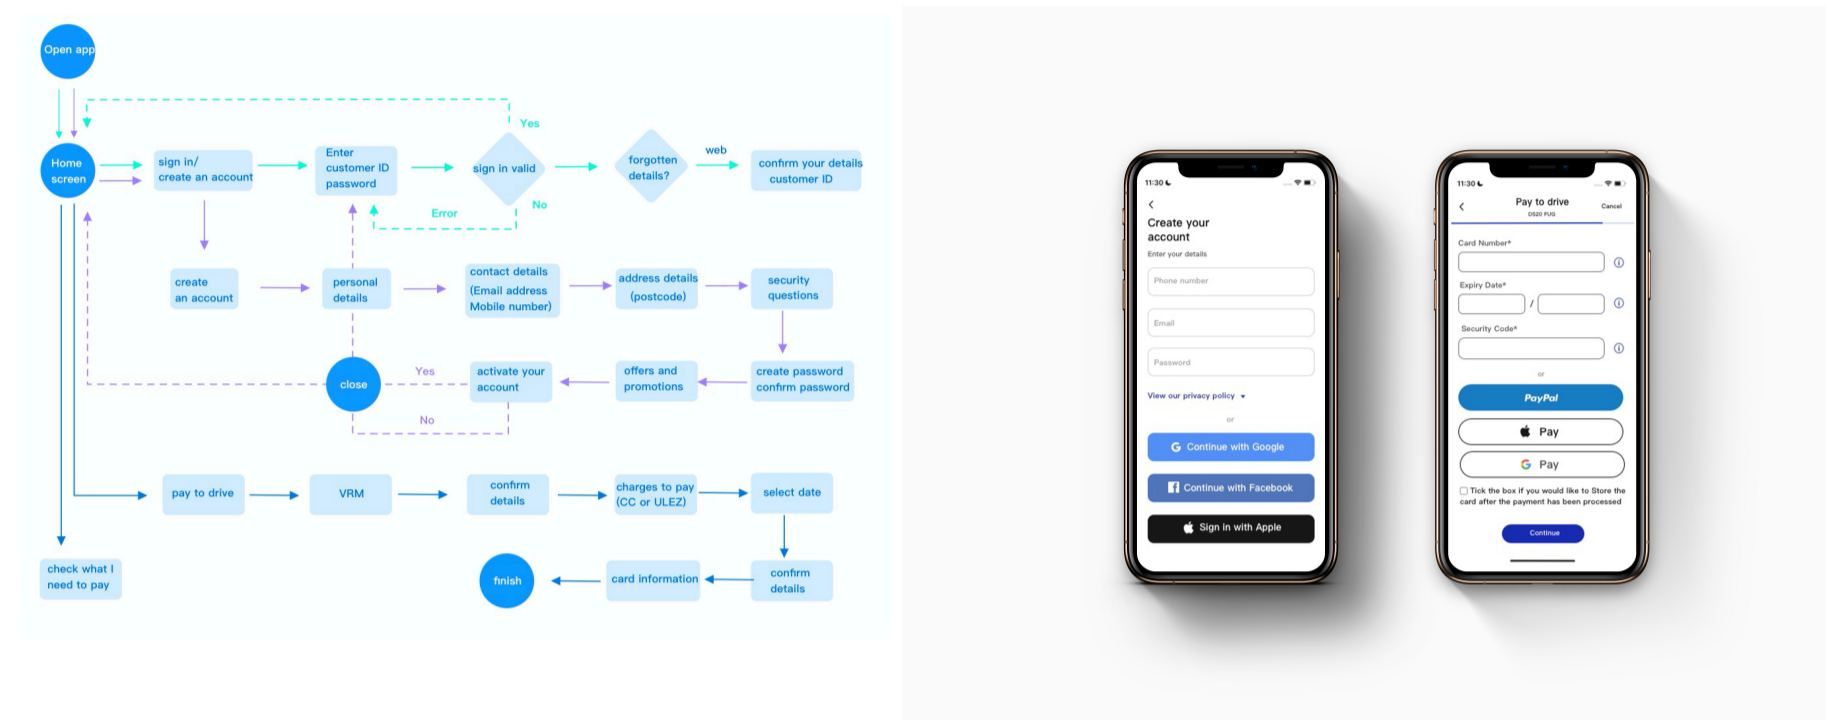 Open app
Yes
Home
screen
sign in/
create an account
Enter
customer ID
password
sign in valid
forgotten
details?
web
confirm your details
customer ID
Error
No
create
an account
personal
details
contact details
(Email address
Mobile number)
address details
(postcode)
security
questions
close
Yes
activate your
account
offers and
promotions
create password
confirm password
No
pay to drive
VRM
confirm
details
charges to pay
(CC or ULEZ)
select date
check what I
need to pay
finish
card information
confirm
details
11:30
Create your
account
Enter your details
Phone number
Email
Password
View our privacy policy
or
Continue with Google
Continue with Facebook
Sign in with Apple
11:30
Pay to drive
Cancel
DS20 PUG
Card Number*
Expiry Date*
/
Security Code*
or
PayPal
Pay
G Pay
Tick the box if you would like to Store the
card after the payment has been processed
Continue